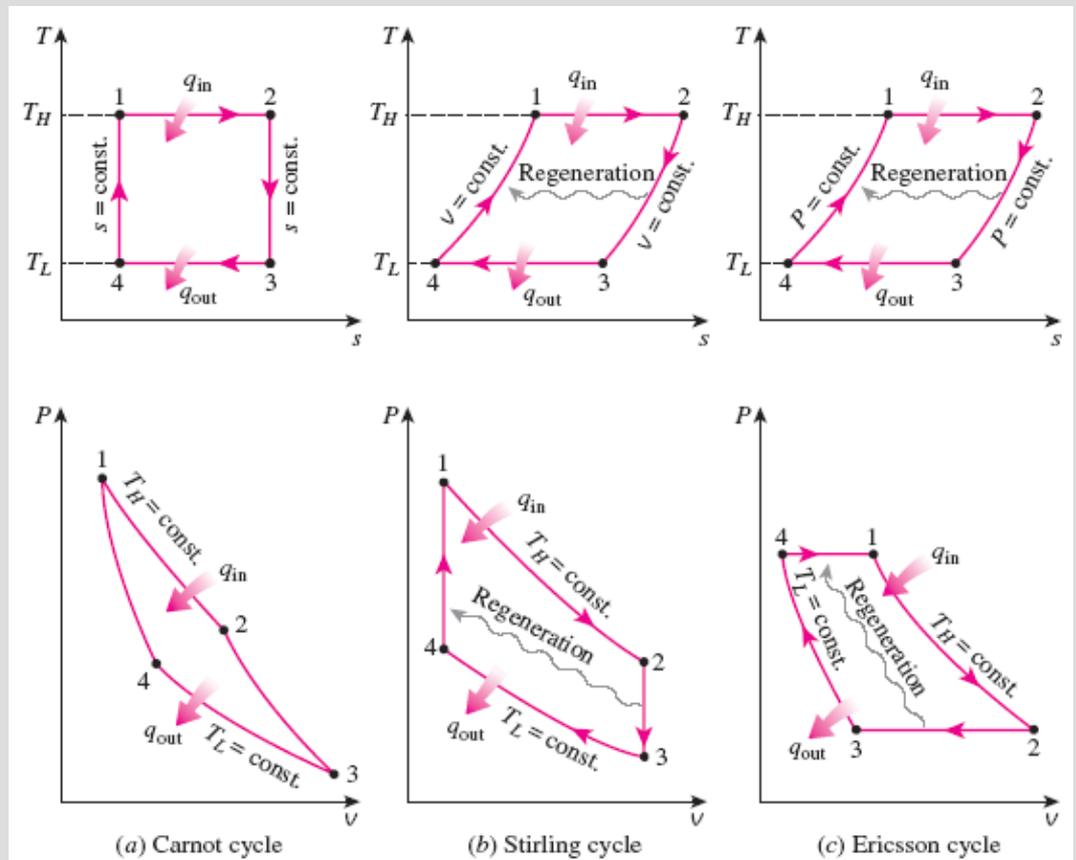 T
q_in
1
2
T_H
s = const.
s = const.
T_L
4
q_out
3
s
T
q_in
1
2
T_H
v = const.
Regeneration
v = const.
T_L
4
q_out
3
s
T
q_in
1
2
T_H
P = const.
Regeneration
P = const.
T_L
4
q_out
3
s
P
1
T_H = const.
q_in
2
4
q_out
T_L = const.
3
v
(a) Carnot cycle
P
1
q_in
T_H = const.
Regeneration
4
2
q_out
T_L = const.
3
v
(b) Stirling cycle
P
4
1
q_in
T_L = const.
Regeneration
T_H = const.
q_out
3
2
v
(c) Ericsson cycle